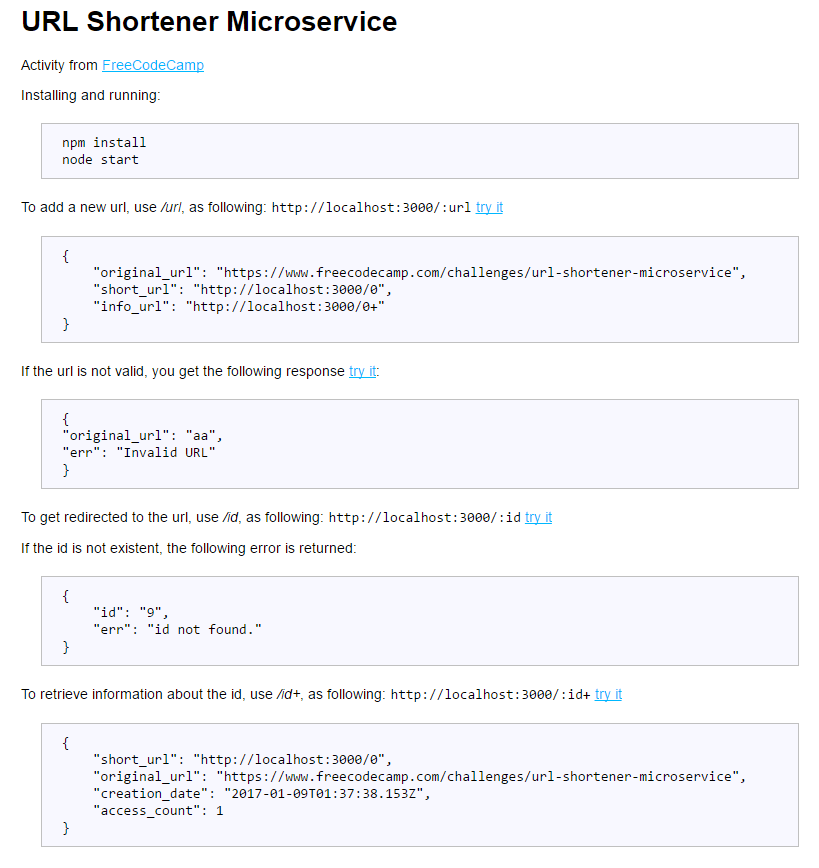 URL Shortener Microservice
Activity from FreeCodeCamp
Installing and running:
npm install
node start
To add a new url, use /url, as following: http://localhost:3000/:url try it
{
    "original_url": "https://www.freecodecamp.com/challenges/url-shortener-microservice",
    "short_url": "http://localhost:3000/0",
    "info_url": "http://localhost:3000/0+"
}
If the url is not valid, you get the following response try it:
{
"original_url": "aa",
"err": "Invalid URL"
}
To get redirected to the url, use /id, as following: http://localhost:3000/:id try it
If the id is not existent, the following error is returned:
{
    "id": "9",
    "err": "id not found."
}
To retrieve information about the id, use /id+, as following: http://localhost:3000/:id+ try it
{
    "short_url": "http://localhost:3000/0",
    "original_url": "https://www.freecodecamp.com/challenges/url-shortener-microservice",
    "creation_date": "2017-01-09T01:37:38.153Z",
    "access_count": 1
}